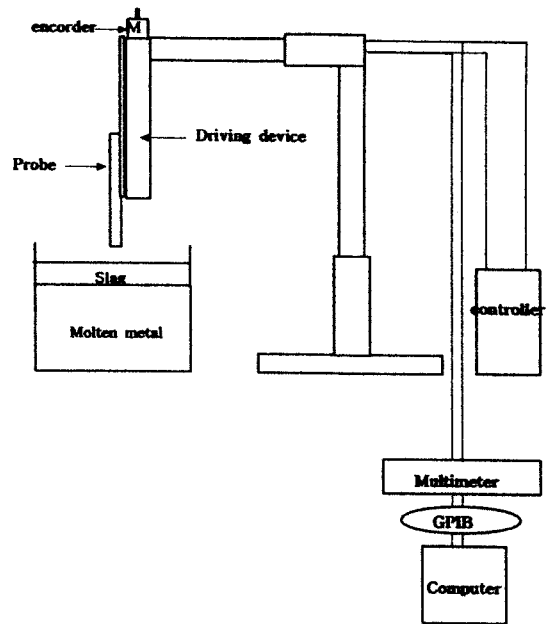 encorder
M
Driving device
Probe
Slag
Molten metal
controller
Multimeter
GPIB
Computer